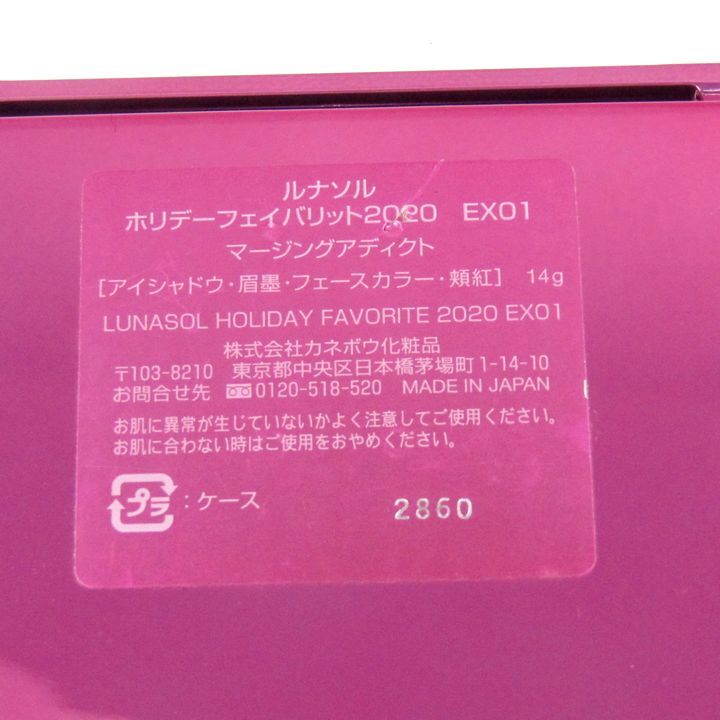 ルナソル
ホリデーフェイバリット2020 EX01
マージングアディクト
[アイシャドウ・眉墨・フェースカラー・頬紅] 14g
LUNASOL HOLIDAY FAVORITE 2020 EX01
株式会社カネボウ化粧品
〒103-8210 東京都中央区日本橋茅場町1-14-10
お問合せ先 0120-518-520 MADE IN JAPAN
お肌に異常が生じていないかよく注意してご使用ください。
お肌に合わない時はご使用をおやめください。
プラ:ケース 2860